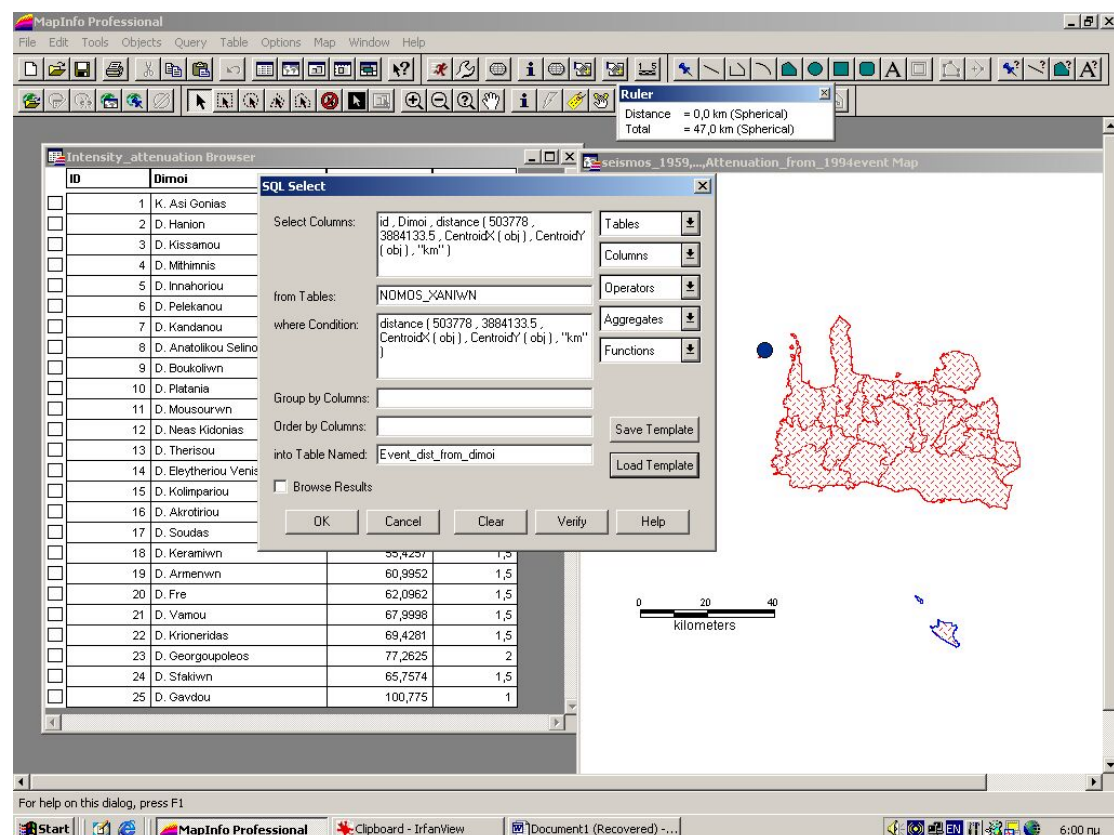 MapInfo Professional
File Edit Tools Objects Query Table Options Map Window Help
Ruler
Distance = 0,0 km (Spherical)
Total = 47,0 km (Spherical)
Intensity_attenuation Browser
ID Dimoi
1 K. Asi Gonias
2 D. Hanion
3 D. Kissamou
4 D. Mithimnis
5 D. Innahoriou
6 D. Pelekanou
7 D. Kandanou
8 D. Anatolikou Selino
9 D. Boukoliwn
10 D. Platania
11 D. Mousourwn
12 D. Neas Kidonias
13 D. Therisou
14 D. Eleytheriou Venis
15 D. Kolimpariou
16 D. Akrotiriou
17 D. Soudas
18 D. Keramiwn 55,4257 1,5
19 D. Armenwn 60,9952 1,5
20 D. Fre 62,0962 1,5
21 D. Vamou 67,9998 1,5
22 D. Krioneridas 69,4281 1,5
23 D. Georgoupoleos 77,2625 2
24 D. Sfakiwn 65,7574 1,5
25 D. Gavdou 100,775 1
SQL Select
Select Columns:
id , Dimoi , distance ( 503778 ,
3884133.5 , CentroidX ( obj ) , CentroidY
( obj ) , "km" )
from Tables:
NOMOS_XANIWN
where Condition:
distance ( 503778 , 3884133.5 ,
CentroidX ( obj ) , CentroidY ( obj ) , "km"
)
Group by Columns:
Order by Columns:
into Table Named:
Event_dist_from_dimoi
Browse Results
Tables
Columns
Operators
Aggregates
Functions
Save Template
Load Template
OK Cancel Clear Verify Help
seismos_1959,...,Attenuation_from_1994event Map
0 20 40
kilometers
For help on this dialog, press F1
Start MapInfo Professional Clipboard - IrfanView Document1 (Recovered) -... EN 6:00 πμ